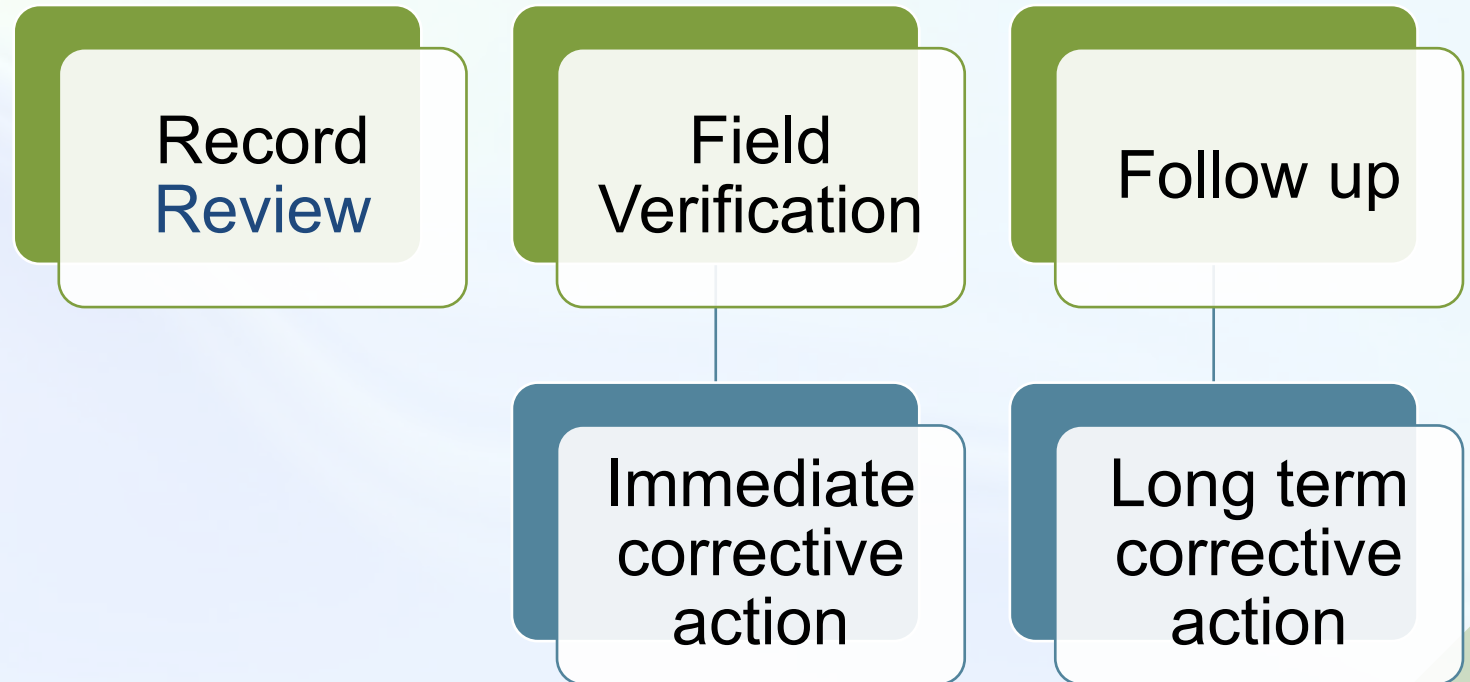 Record
Review
Field
Verification
Follow up
Immediate
corrective
action
Long term
corrective
action